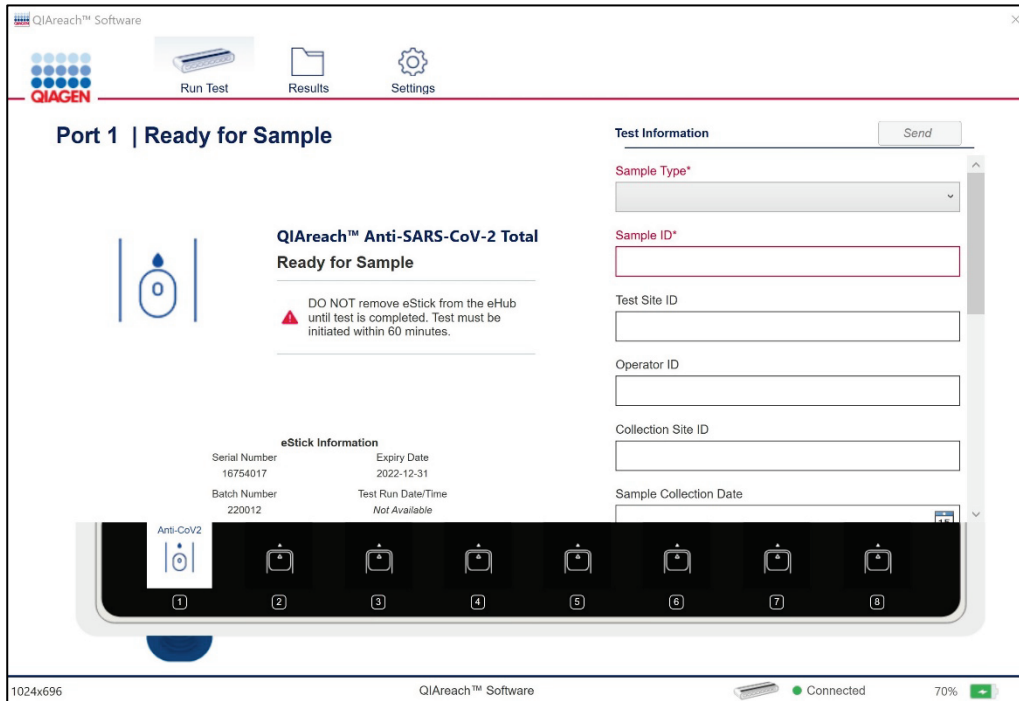 QIAreach™ Software
QIAGEN
Run Test
Results
Settings
Port 1 | Ready for Sample
QIAreach™ Anti-SARS-CoV-2 Total
Ready for Sample
DO NOT remove eStick from the eHub
until test is completed. Test must be
initiated within 60 minutes.
eStick Information
Serial Number
16754017
Expiry Date
2022-12-31
Batch Number
220012
Test Run Date/Time
Not Available
Test Information
Send
Sample Type*
Sample ID*
Test Site ID
Operator ID
Collection Site ID
Sample Collection Date
15
Anti-CoV2
1 2 3 4 5 6 7 8
1024x696
QIAreach™ Software
Connected
70%